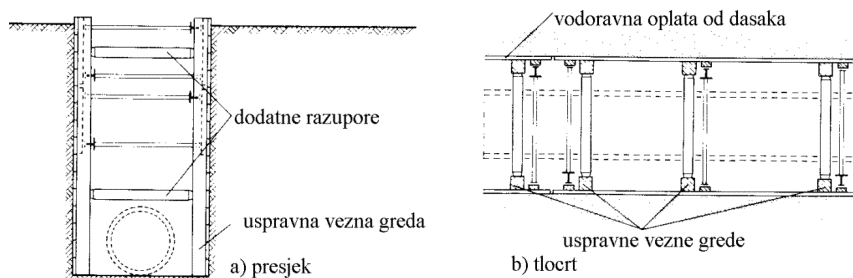 dodatne razupore
uspravna vezna greda
a) presjek
vodoravna oplata od dasaka
uspravne vezne grede
b) tlocrt